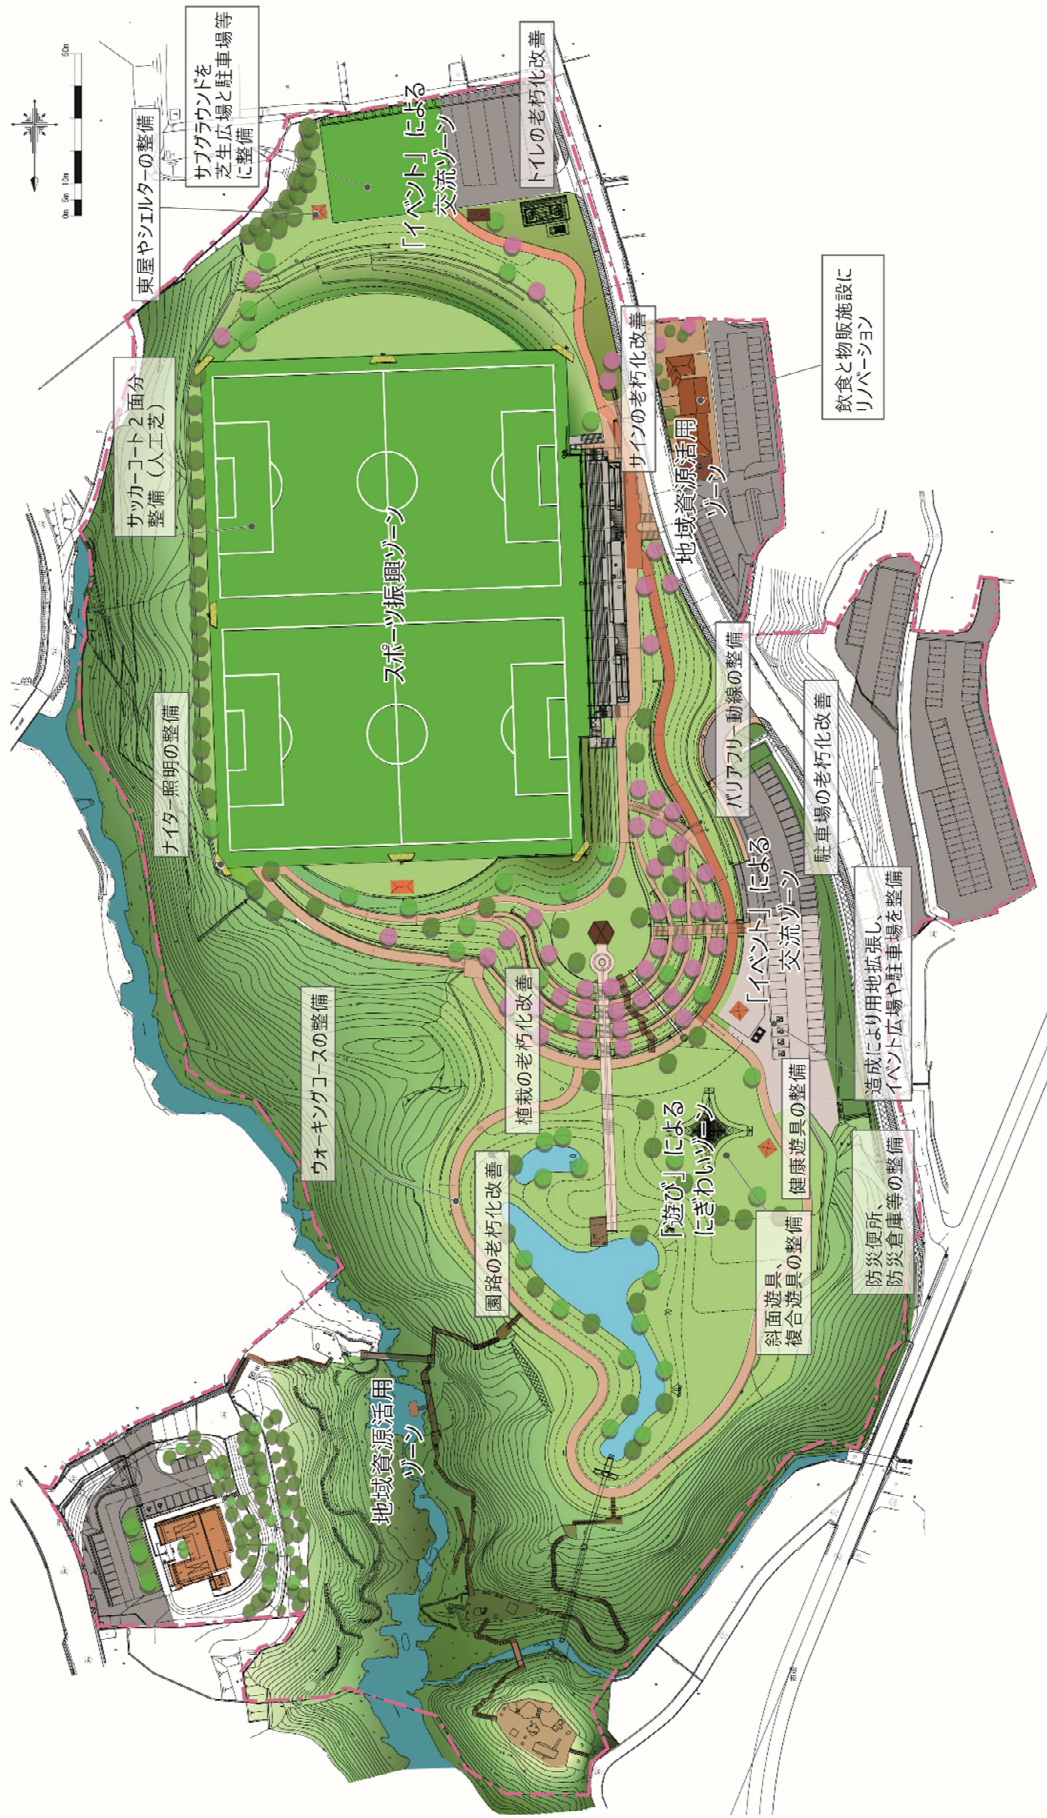 0m 5m 10m 50m
ナイター照明の整備
サッカーコート2面分
整備（人工芝）
東屋やシェルターの整備
サブグラウンドを
芝生広場と駐車場等
に整備
ウォーキングコースの整備
地域資源活用
ゾーン
スポーツ振興ゾーン
「イベント」による
交流ゾーン
園路の老朽化改善
植栽の老朽化改善
トイレの老朽化改善
サインの老朽化改善
「遊び」による
にぎわいゾーン
地域資源活用
ゾーン
バリアフリー動線の整備
「イベント」による
交流ゾーン
斜面遊具、
複合遊具の整備
健康遊具の整備
駐車場の老朽化改善
飲食と物販施設に
リノベーション
防災便所、
防災倉庫等の整備
造成により用地拡張し、
イベント広場や駐車場を整備